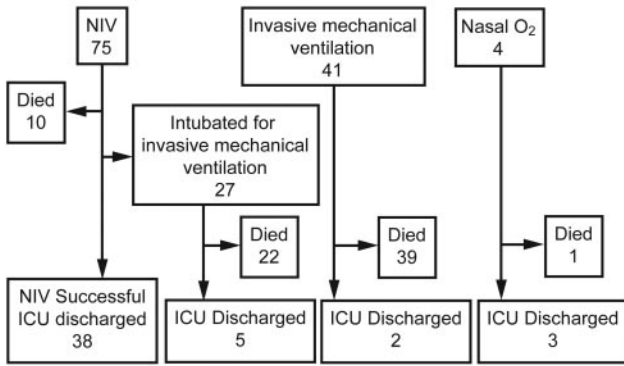 NIV
75
Invasive mechanical
ventilation
41
Nasal O₂
4
Died
10
Intubated for
invasive mechanical
ventilation
27
Died
22
Died
39
Died
1
NIV Successful
ICU discharged
38
ICU Discharged
5
ICU Discharged
2
ICU Discharged
3